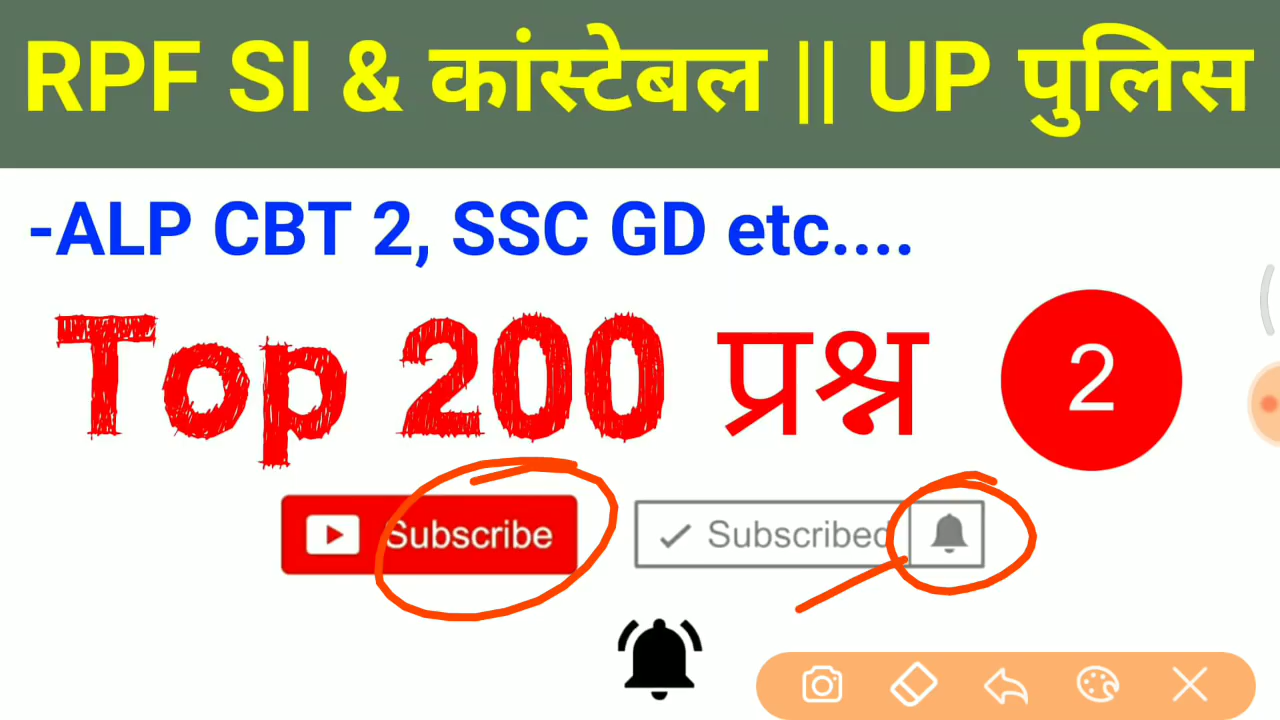 RPF SI & कांस्टेबल || UP पुलिस
-ALP CBT 2, SSC GD etc....
Top 200 प्रश्न 2
Subscribe Subscribed